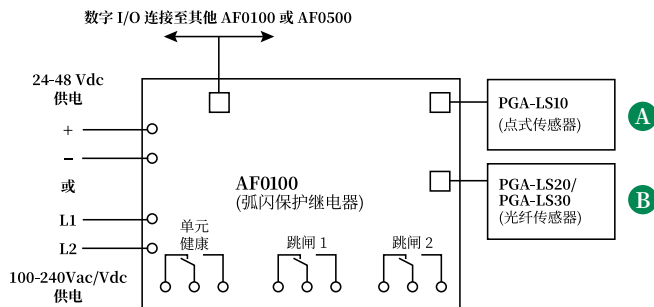 数字 I/O 连接至其他 AF0100 或 AF0500
24-48 Vdc
供电
+
-
或
L1
L2
100-240Vac/Vdc
供电
AF0100
(弧闪保护继电器)
单元
健康
跳闸 1
跳闸 2
PGA-LS10
(点式传感器)
A
PGA-LS20/
PGA-LS30
(光纤传感器)
B